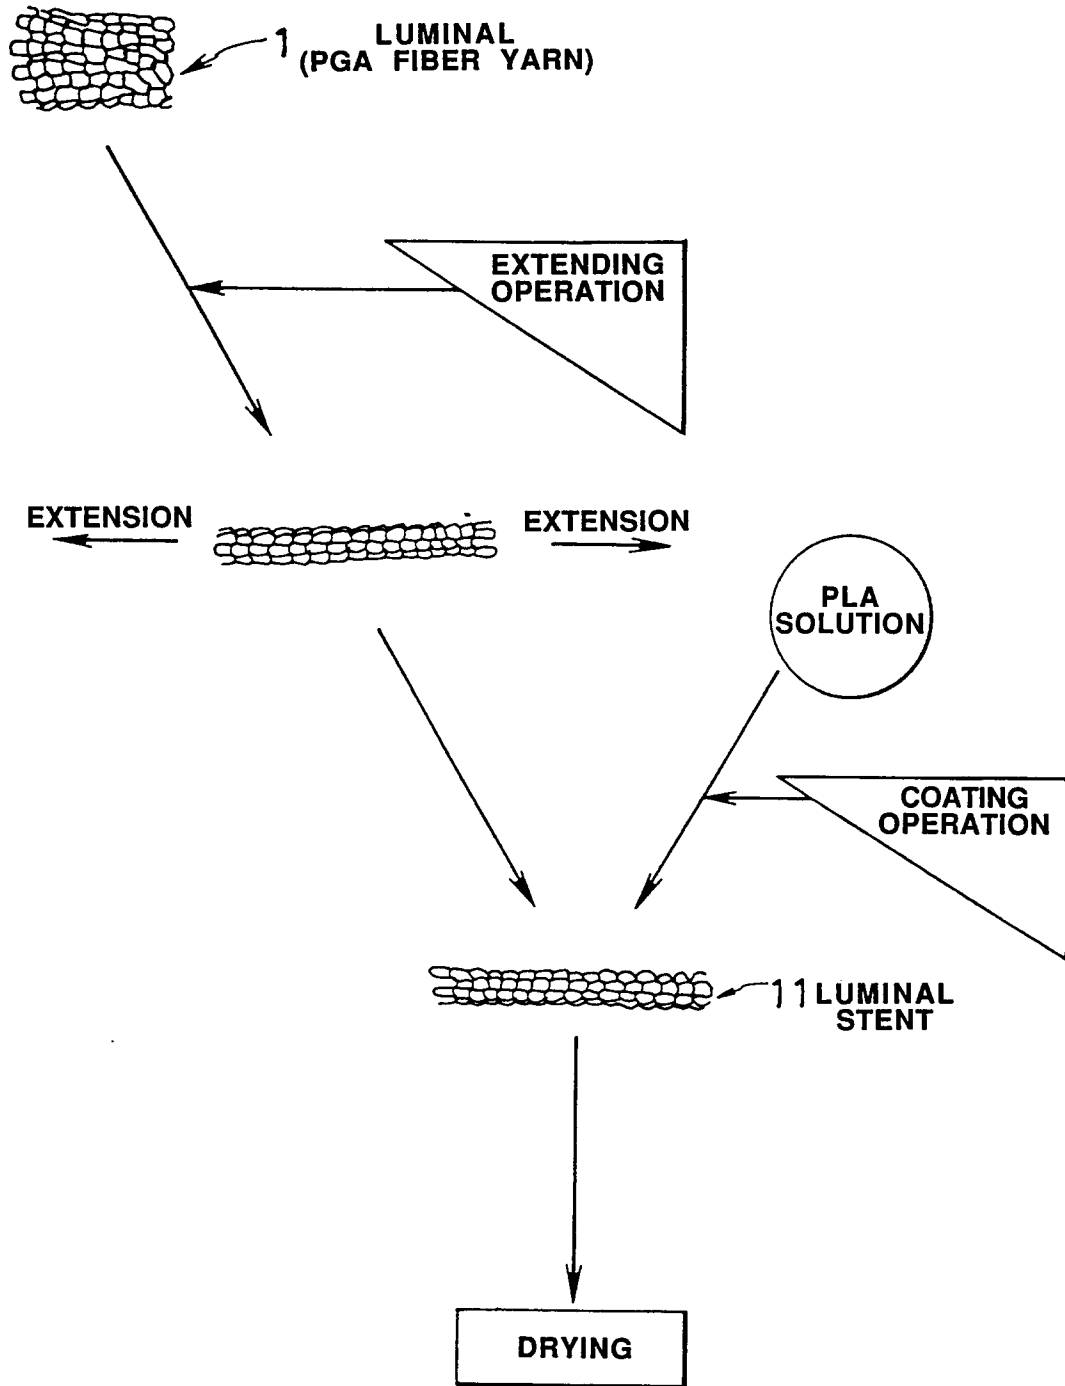 1 LUMINAL
(PGA FIBER YARN)
EXTENDING
OPERATION
EXTENSION
EXTENSION
PLA
SOLUTION
COATING
OPERATION
11 LUMINAL
STENT
DRYING